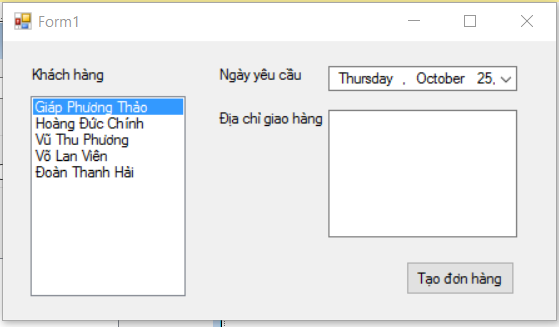 Form1
Khách hàng
Giáp Phương Thảo
Hoàng Đức Chính
Vũ Thu Phương
Võ Lan Viên
Đoàn Thanh Hải
Ngày yêu cầu
Thursday , October 25,
Địa chỉ giao hàng
Tạo đơn hàng